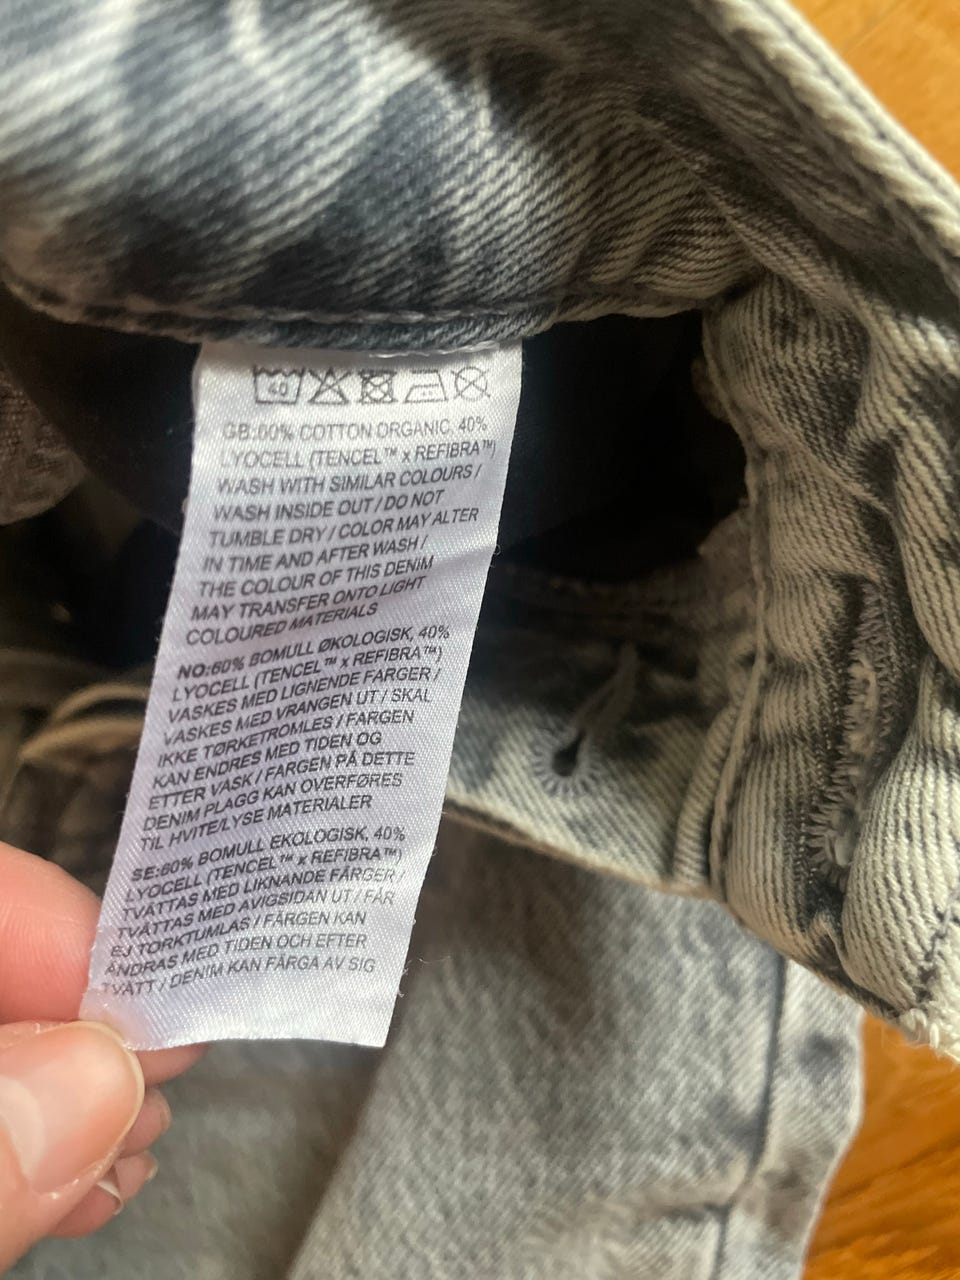 40
GB:60% COTTON ORGANIC, 40%
LYOCELL (TENCEL™ x REFIBRA™)
WASH WITH SIMILAR COLOURS /
WASH INSIDE OUT / DO NOT
TUMBLE DRY / COLOR MAY ALTER
IN TIME AND AFTER WASH /
THE COLOUR OF THIS DENIM
MAY TRANSFER ONTO LIGHT
COLOURED MATERIALS
NO:60% BOMULL ØKOLOGISK, 40%
LYOCELL (TENCEL™ x REFIBRA™)
VASKES MED LIGNENDE FARGER /
VASKES MED VRANGEN UT / SKAL
IKKE TØRKETROMLES / FARGEN
KAN ENDRES MED TIDEN OG
ETTER VASK / FARGEN PÅ DETTE
DENIM PLAGG KAN OVERFØRES
TIL HVITE/LYSE MATERIALER
SE:60% BOMULL EKOLOGISK, 40%
LYOCELL (TENCEL™ x REFIBRA™)
TVÄTTAS MED LIKNANDE FÄRGER /
TVÄTTAS MED AVIGSIDAN UT / FÅR
EJ TORKTUMLAS / FÄRGEN KAN
ÄNDRAS MED TIDEN OCH EFTER
TVÄTT / DENIM KAN FÄRGA AV SIG